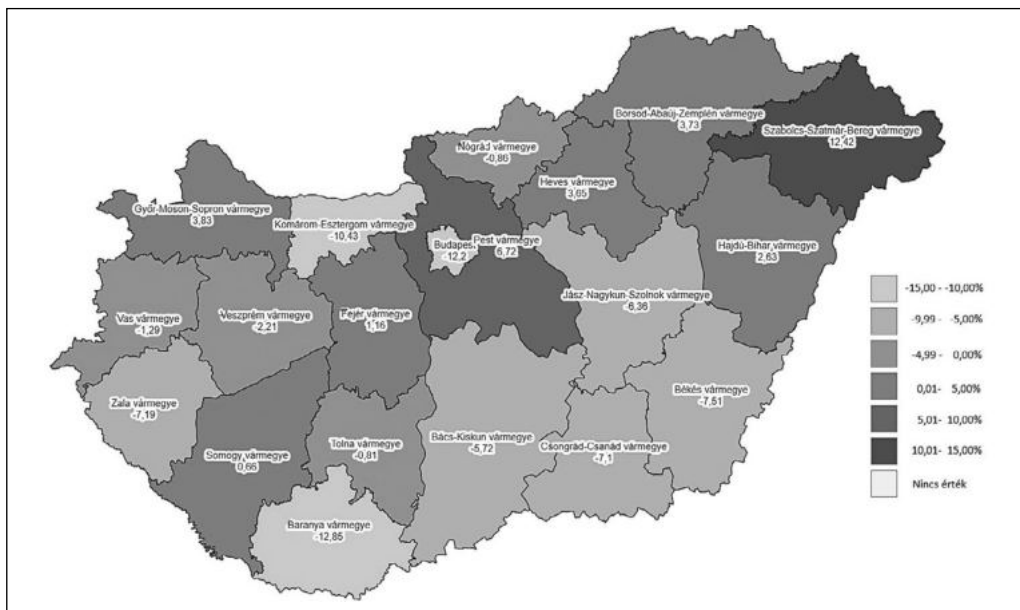 Borsod-Abaúj-Zemplén vármegye
3,73
Szabolcs-Szatmár-Bereg vármegye
12,42
Nógrád vármegye
-0,86
Heves vármegye
3,65
Győr-Moson-Sopron vármegye
3,83
Komárom-Esztergom vármegye
-10,43
Budapest
-12,2
Pest vármegye
6,72
Hajdú-Bihar vármegye
2,63
Jász-Nagykun-Szolnok vármegye
-6,36
Vas vármegye
-1,29
Veszprém vármegye
-2,21
Fejér vármegye
1,16
Zala vármegye
-7,19
Békés vármegye
-7,51
Somogy vármegye
0,66
Tolna vármegye
-0,81
Bács-Kiskun vármegye
-5,72
Csongrád-Csanád vármegye
-7,1
Baranya vármegye
-12,85
-15,00 - -10,00%
-9,99 - -5,00%
-4,99 - 0,00%
0,01- 5,00%
5,01- 10,00%
10,01- 15,00%
Nincs érték